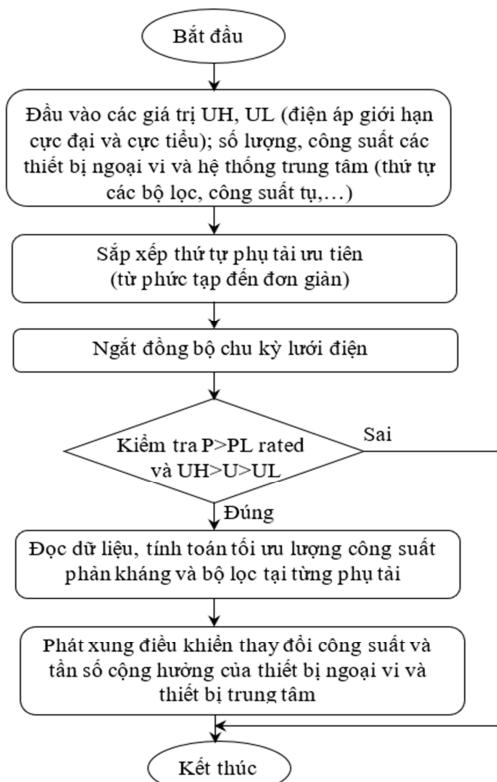 Bắt đầu
Đầu vào các giá trị UH, UL (điện áp giới hạn
cực đại và cực tiểu); số lượng, công suất các
thiết bị ngoại vi và hệ thống trung tâm (thứ tự
các bộ lọc, công suất tụ,…)
Sắp xếp thứ tự phụ tải ưu tiên
(từ phức tạp đến đơn giản)
Ngắt đồng bộ chu kỳ lưới điện
Kiểm tra P>PL rated
và UH>U>UL
Sai
Đúng
Đọc dữ liệu, tính toán tối ưu lượng công suất
phản kháng và bộ lọc tại từng phụ tải
Phát xung điều khiển thay đổi công suất và
tần số cộng hưởng của thiết bị ngoại vi và
thiết bị trung tâm
Kết thúc